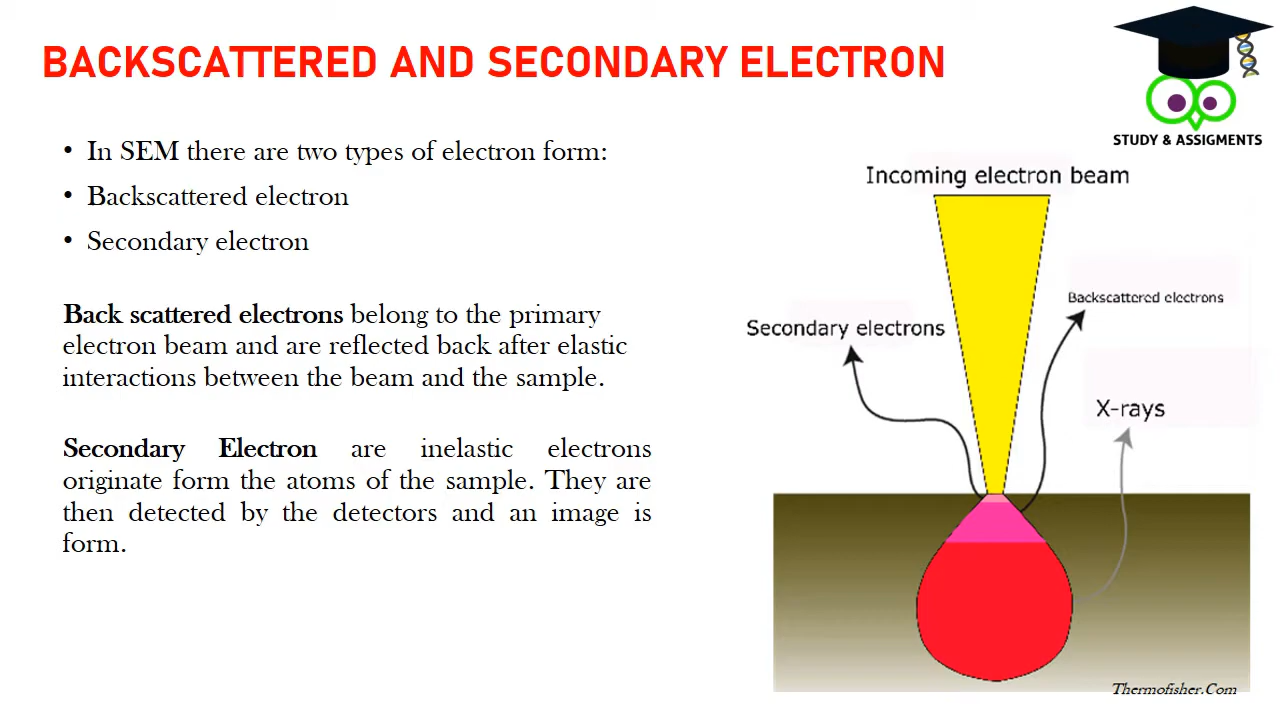 BACKSCATTERED AND SECONDARY ELECTRON
STUDY & ASSIGMENTS
• In SEM there are two types of electron form:
• Backscattered electron
• Secondary electron
Back scattered electrons belong to the primary
electron beam and are reflected back after elastic
interactions between the beam and the sample.
Secondary Electron are inelastic electrons
originate form the atoms of the sample. They are
then detected by the detectors and an image is
form.
Incoming electron beam
Backscattered electrons
Secondary electrons
X-rays
Thermofisher.Com